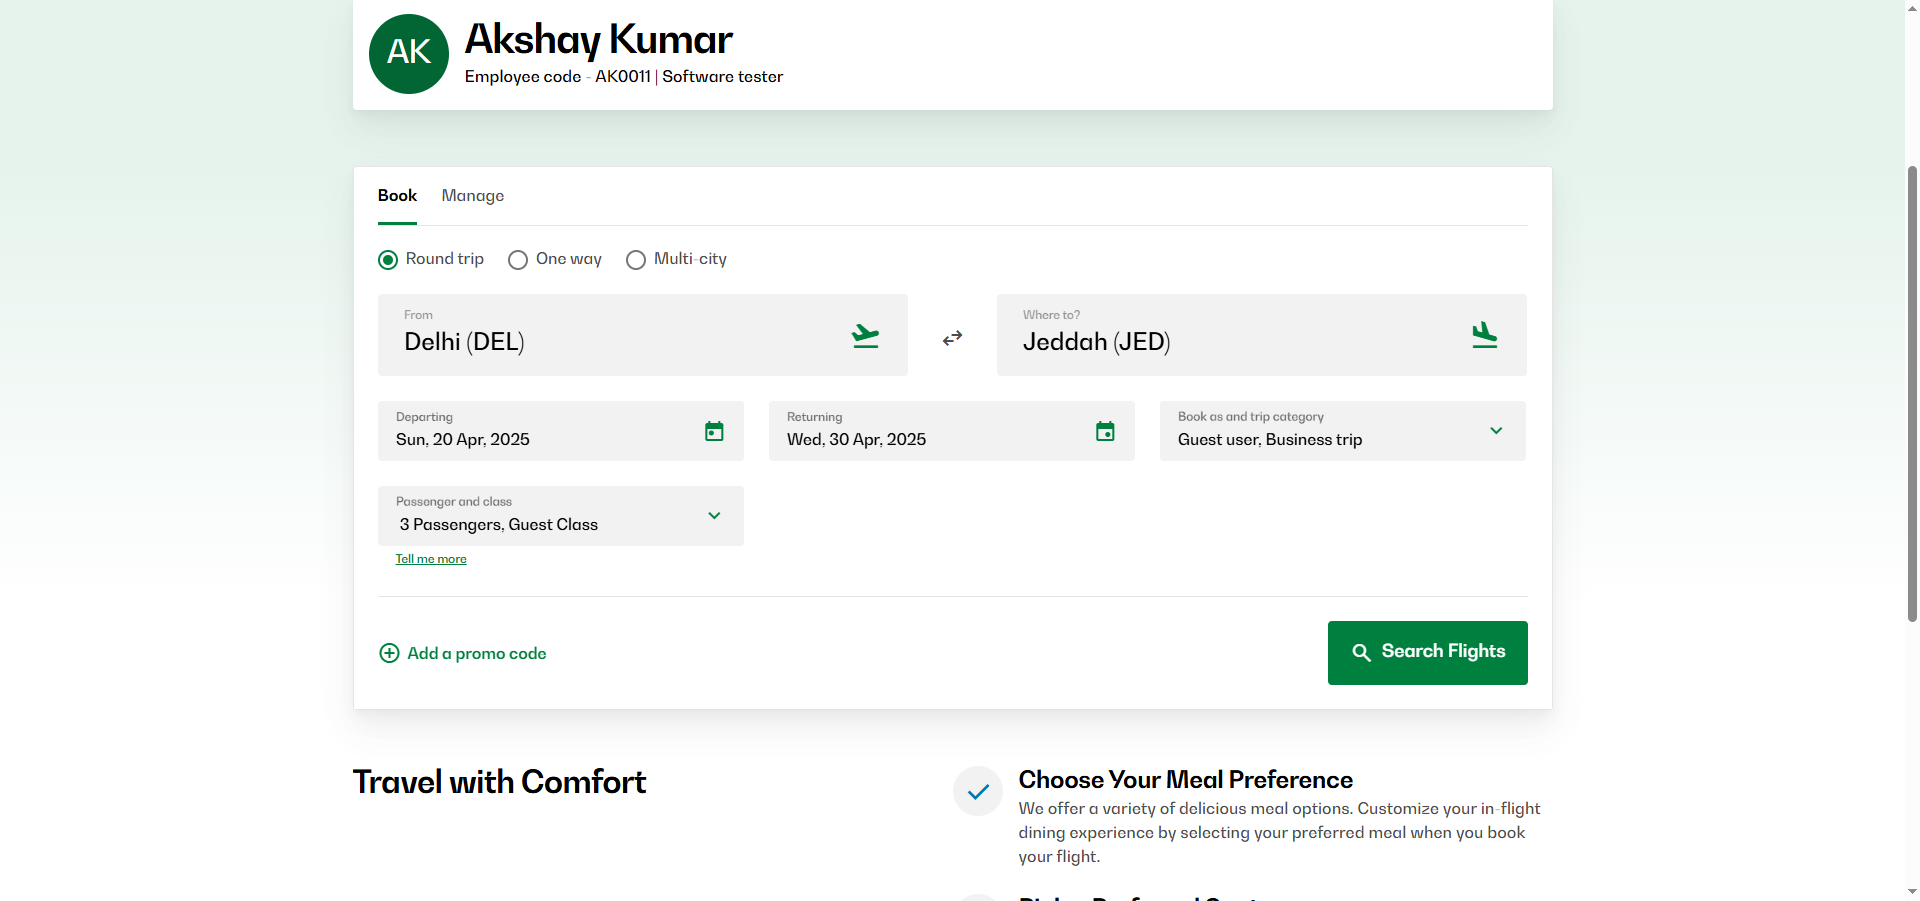 AK
Akshay Kumar
Employee code - AK0011 | Software tester
Book Manage
Round trip One way Multi-city
From
Delhi (DEL)
Where to?
Jeddah (JED)
Departing
Sun, 20 Apr, 2025
Returning
Wed, 30 Apr, 2025
Book as and trip category
Guest user, Business trip
Passenger and class
3 Passengers, Guest Class
Tell me more
Add a promo code
Search Flights
Travel with Comfort
Choose Your Meal Preference
We offer a variety of delicious meal options. Customize your in-flight
dining experience by selecting your preferred meal when you book
your flight.